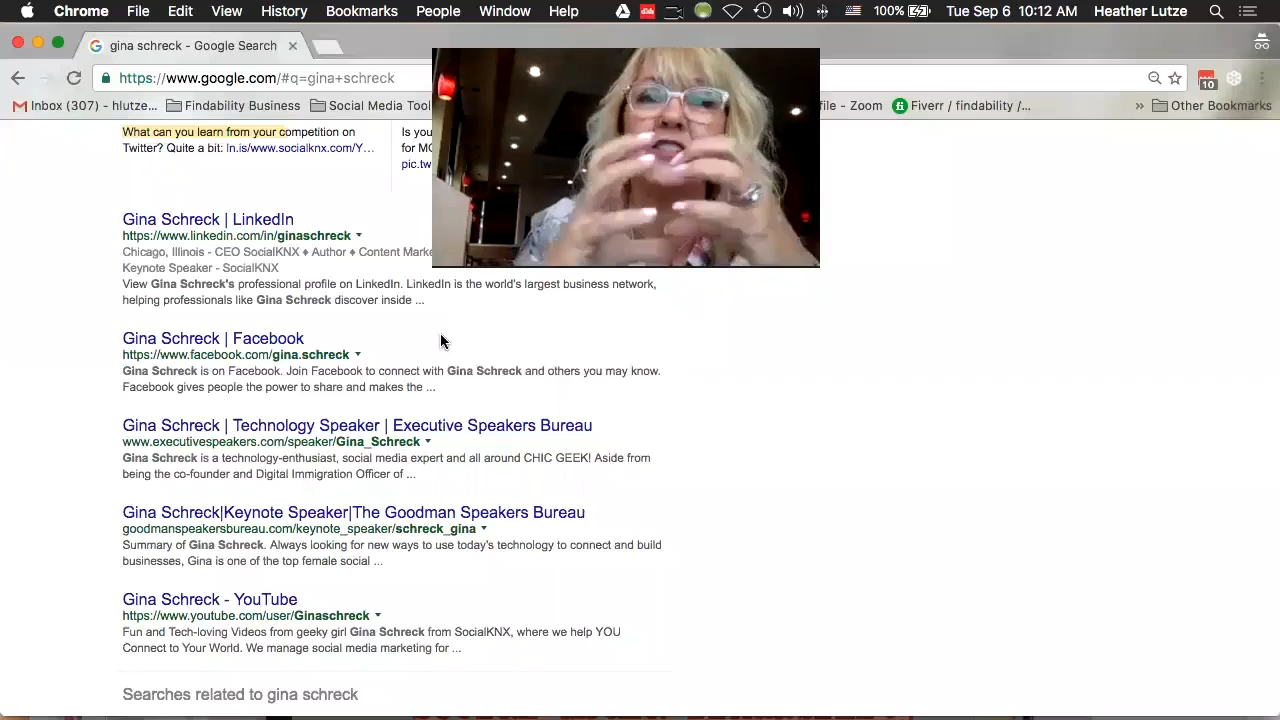 Chrome File Edit View History Bookmarks People Window Help 100% Tue Sep 6 10:12 AM Heather Lutze
gina schreck - Google Search
https://www.google.com/#q=gina+schreck 10
Inbox (307) - hlutze... Findability Business Social Media Tool file - Zoom Fiverr / findability /... » Other Bookmarks
What can you learn from your competition on
Twitter? Quite a bit: ln.is/www.socialknx.com/Y…
Is you
for MO
pic.tw
Gina Schreck | LinkedIn
https://www.linkedin.com/in/ginaschreck
Chicago, Illinois - CEO SocialKNX ♦ Author ♦ Content Marke
Keynote Speaker - SocialKNX
View Gina Schreck's professional profile on LinkedIn. LinkedIn is the world's largest business network,
helping professionals like Gina Schreck discover inside ...
Gina Schreck | Facebook
https://www.facebook.com/gina.schreck
Gina Schreck is on Facebook. Join Facebook to connect with Gina Schreck and others you may know.
Facebook gives people the power to share and makes the ...
Gina Schreck | Technology Speaker | Executive Speakers Bureau
www.executivespeakers.com/speaker/Gina_Schreck
Gina Schreck is a technology-enthusiast, social media expert and all around CHIC GEEK! Aside from
being the co-founder and Digital Immigration Officer of ...
Gina Schreck|Keynote Speaker|The Goodman Speakers Bureau
goodmanspeakersbureau.com/keynote_speaker/schreck_gina
Summary of Gina Schreck. Always looking for new ways to use today's technology to connect and build
businesses, Gina is one of the top female social ...
Gina Schreck - YouTube
https://www.youtube.com/user/Ginaschreck
Fun and Tech-loving Videos from geeky girl Gina Schreck from SocialKNX, where we help YOU
Connect to Your World. We manage social media marketing for ...
Searches related to gina schreck